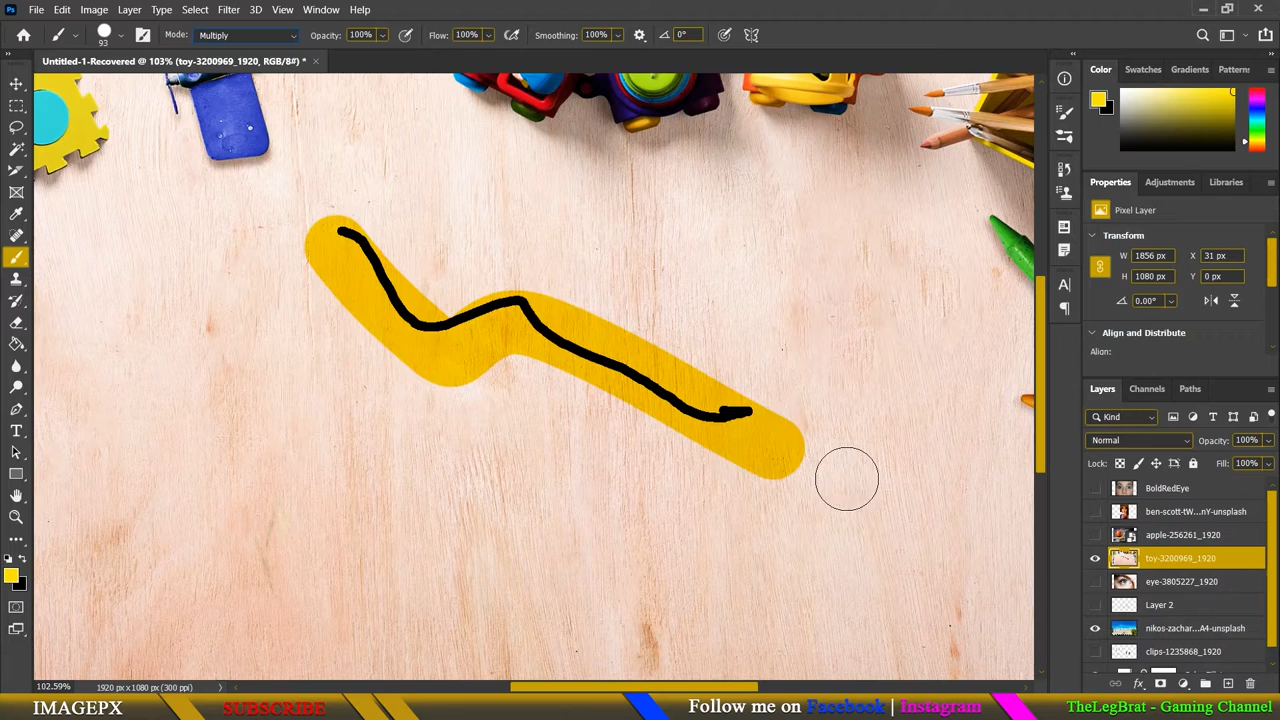 Ps File Edit Image Layer Type Select Filter 3D View Window Help
93 Mode: Multiply Opacity: 100% Flow: 100% Smoothing: 100% 0°
Untitled-1-Recovered @ 103% (toy-3200969_1920, RGB/8#) *
Color Swatches Gradients Patterns
Properties Adjustments Libraries
Pixel Layer
Transform
W 1856 px X 31 px
H 1080 px Y 0 px
0.00°
Align and Distribute
Align:
Layers Channels Paths
Kind
Normal Opacity: 100%
Lock: Fill: 100%
BoldRedEye
ben-scott-tW...nY-unsplash
apple-256261_1920
toy-3200969_1920
eye-3805227_1920
Layer 2
nikos-zachar...A4-unsplash
clips-1235868_1920
102.59% 1920 px x 1080 px (300 ppi)
IMAGEPX SUBSCRIBE Follow me on Facebook | Instagram TheLegBrat - Gaming Channel